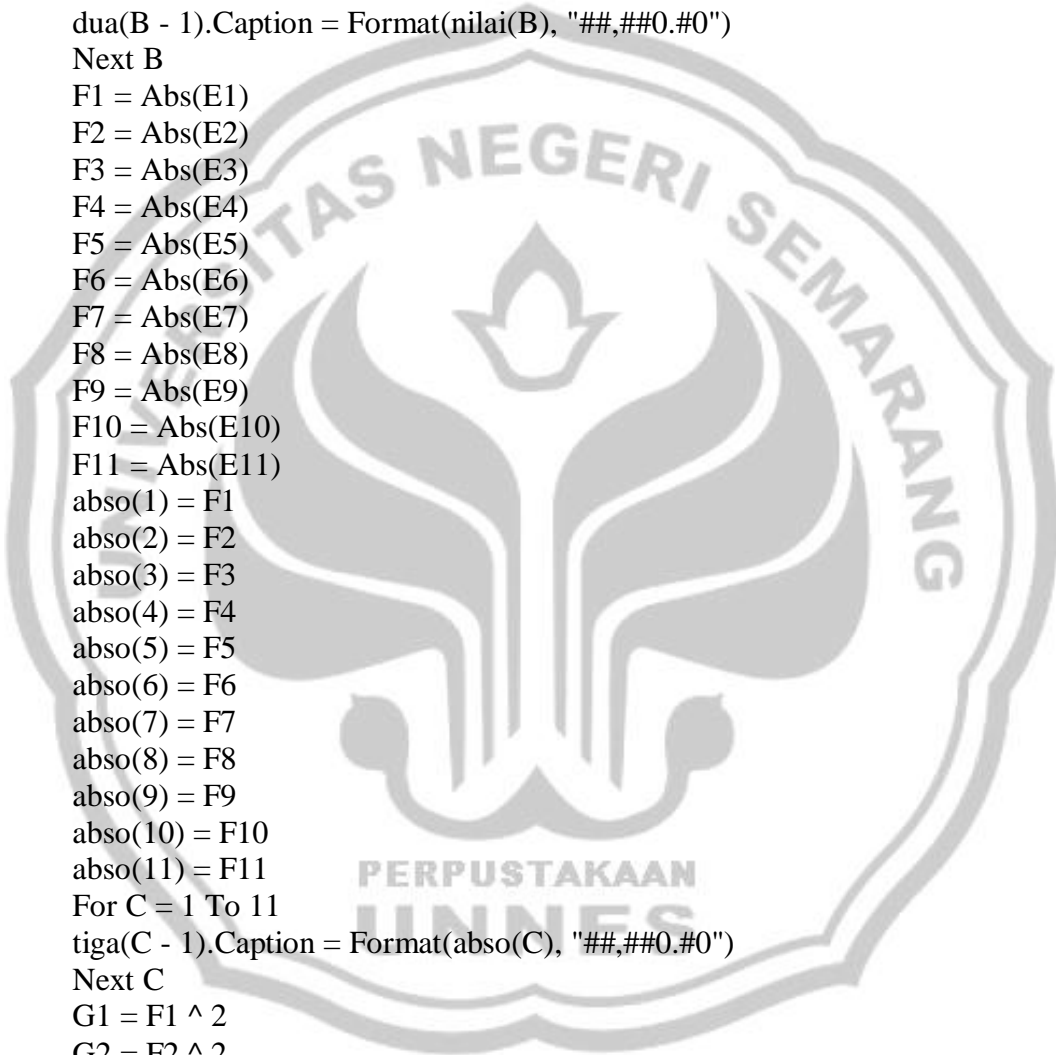 dua(B - 1).Caption = Format(nilai(B), "##,##0.#0")
Next B
F1 = Abs(E1)
F2 = Abs(E2)
F3 = Abs(E3)
F4 = Abs(E4)
F5 = Abs(E5)
F6 = Abs(E6)
F7 = Abs(E7)
F8 = Abs(E8)
F9 = Abs(E9)
F10 = Abs(E10)
F11 = Abs(E11)
abso(1) = F1
abso(2) = F2
abso(3) = F3
abso(4) = F4
abso(5) = F5
abso(6) = F6
abso(7) = F7
abso(8) = F8
abso(9) = F9
abso(10) = F10
abso(11) = F11
For C = 1 To 11
tiga(C - 1).Caption = Format(abso(C), "##,##0.#0")
Next C
G1 = F1 ^ 2
G2 = F2 ^ 2
UNIVERSITAS NEGERI SEMARANG
PERPUSTAKAAN
UNNES